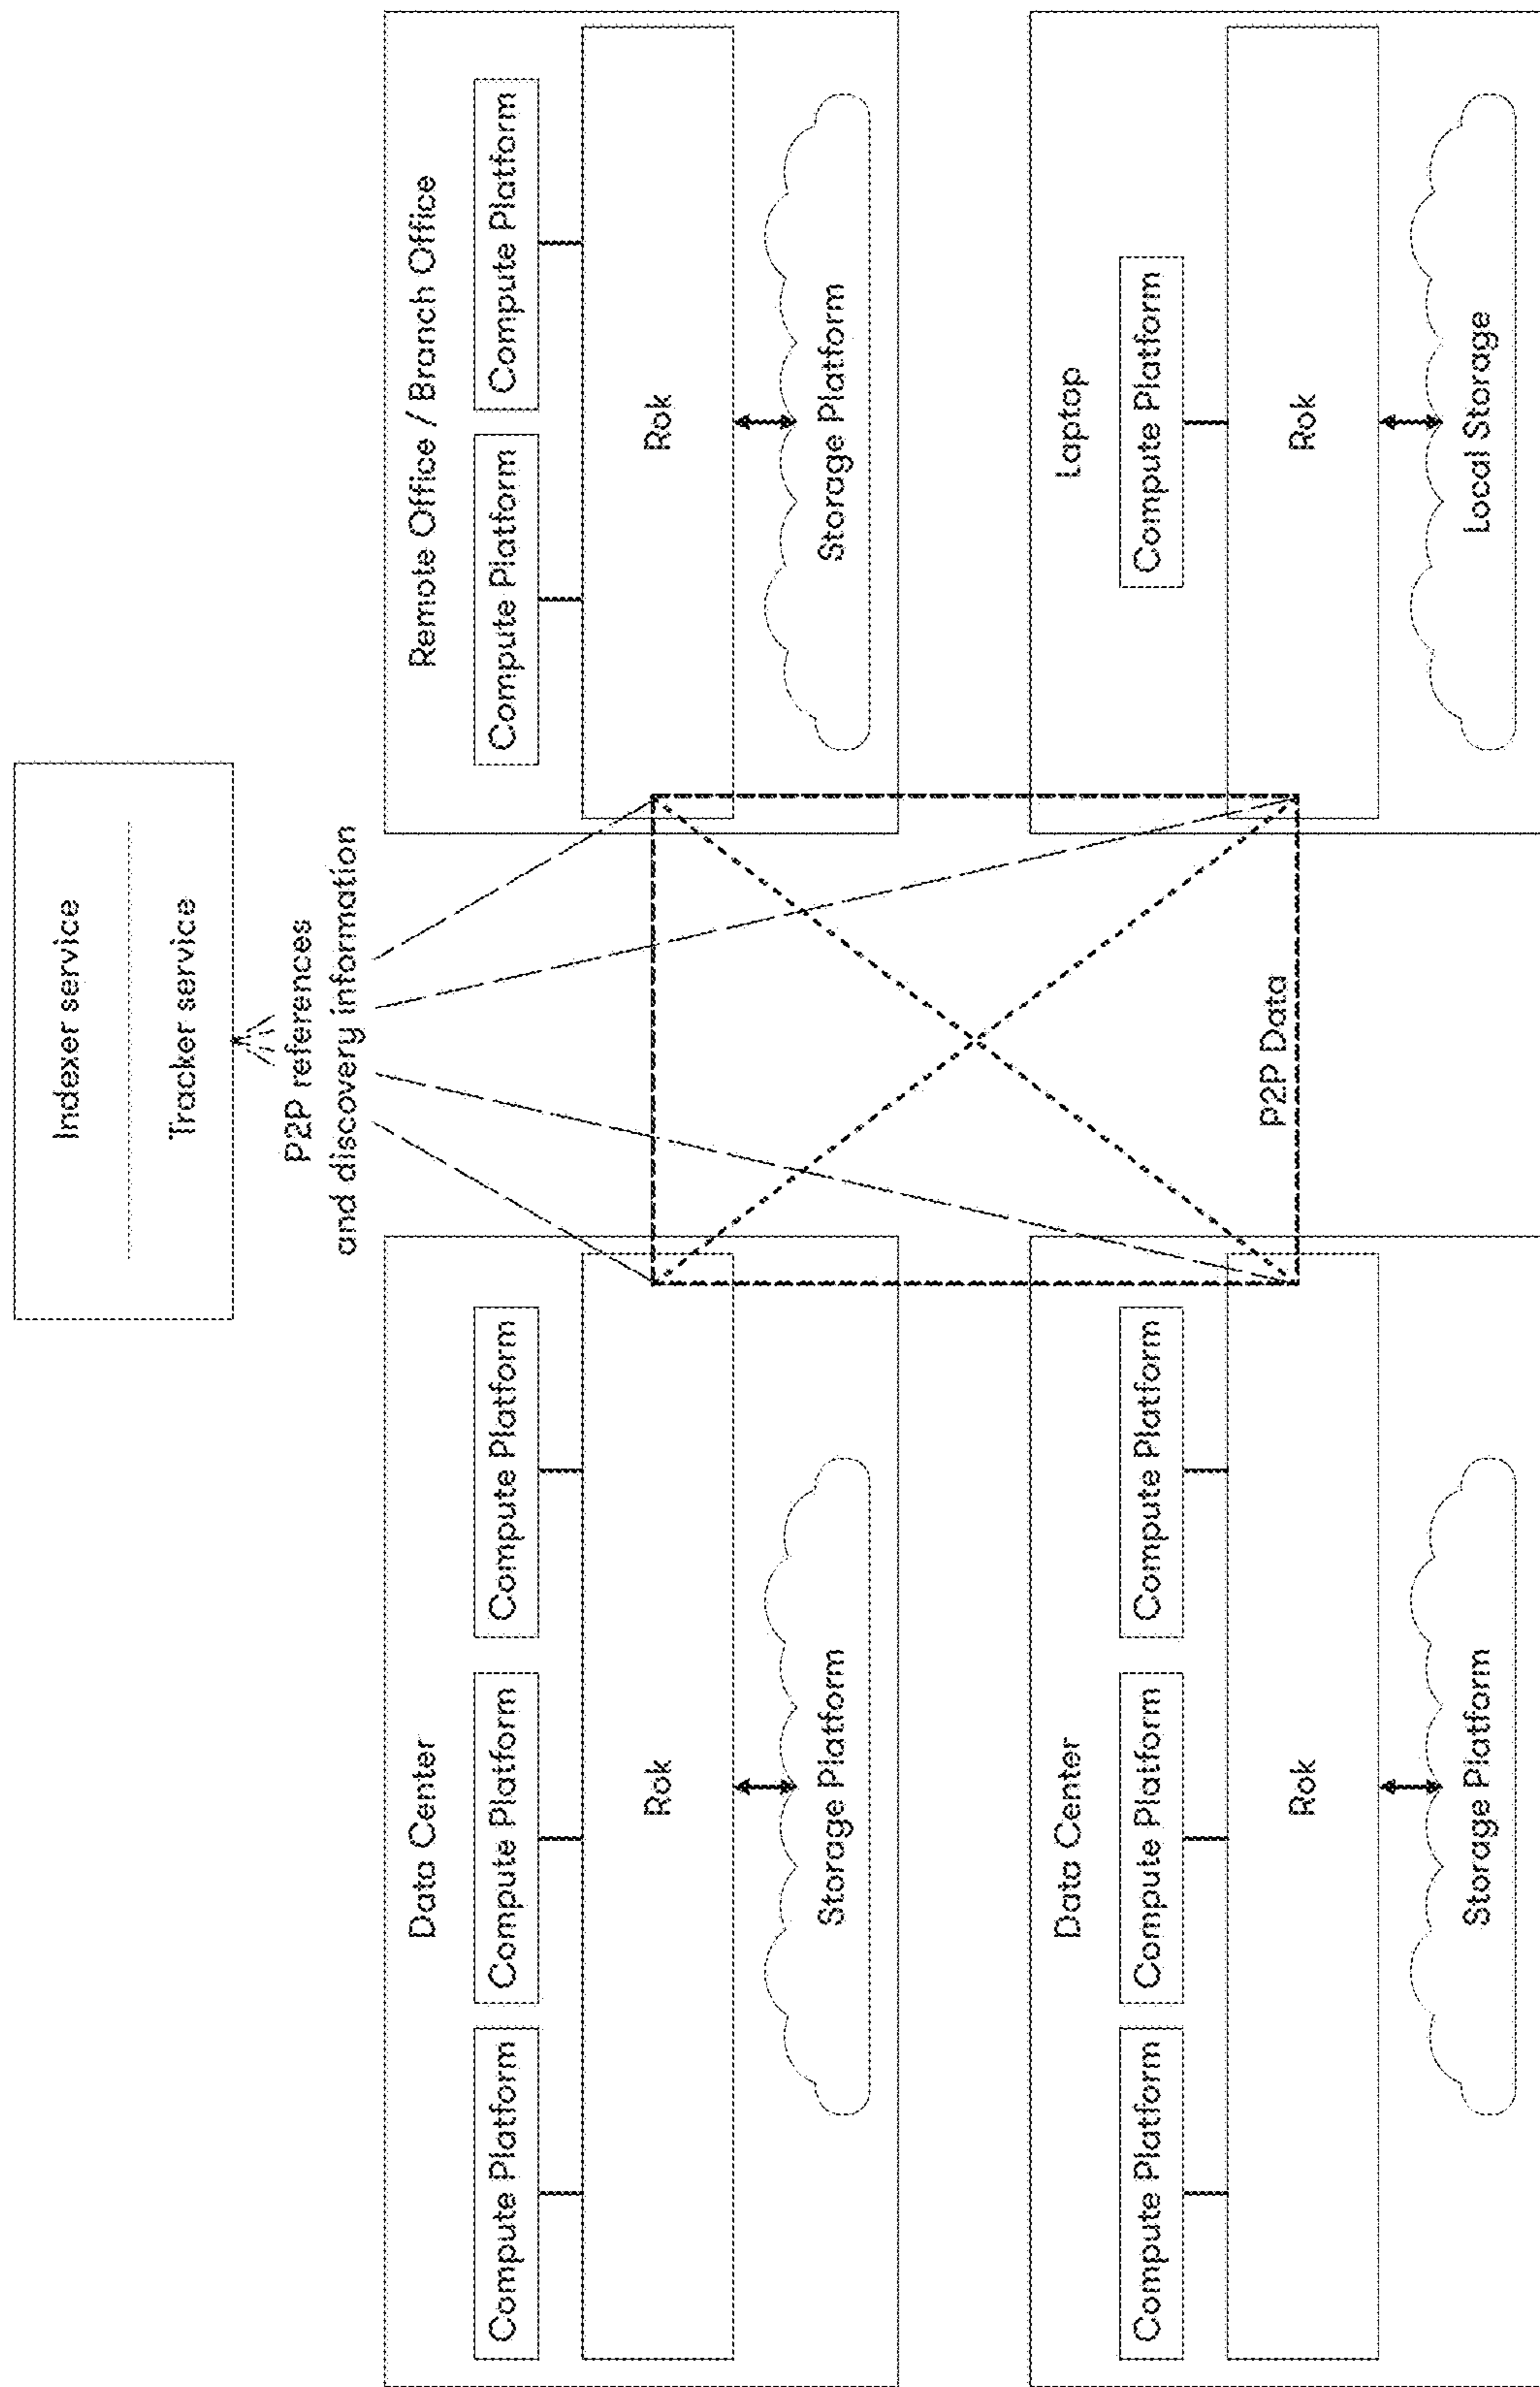 Indexer service
Tracker service
P2P references
and discovery information
Data Center
Compute Platform
Compute Platform
Compute Platform
Rok
Storage Platform
Remote Office / Branch Office
Compute Platform
Compute Platform
Rok
Storage Platform
P2P Data
Data Center
Compute Platform
Compute Platform
Compute Platform
Rok
Storage Platform
Laptop
Compute Platform
Rok
Local Storage